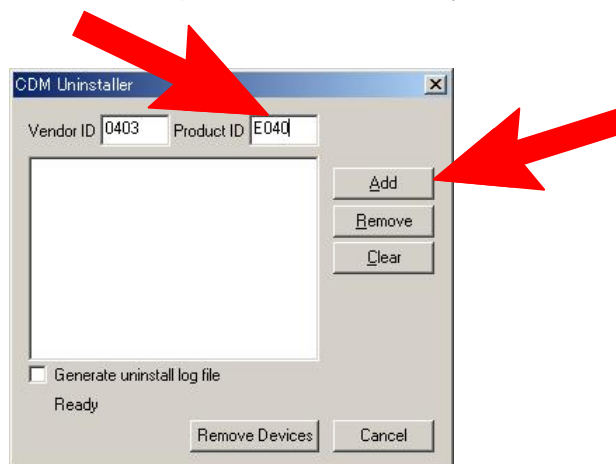 CDM Uninstaller
Vendor ID 0403 Product ID E040
Add
Remove
Clear
Generate uninstall log file
Ready
Remove Devices Cancel